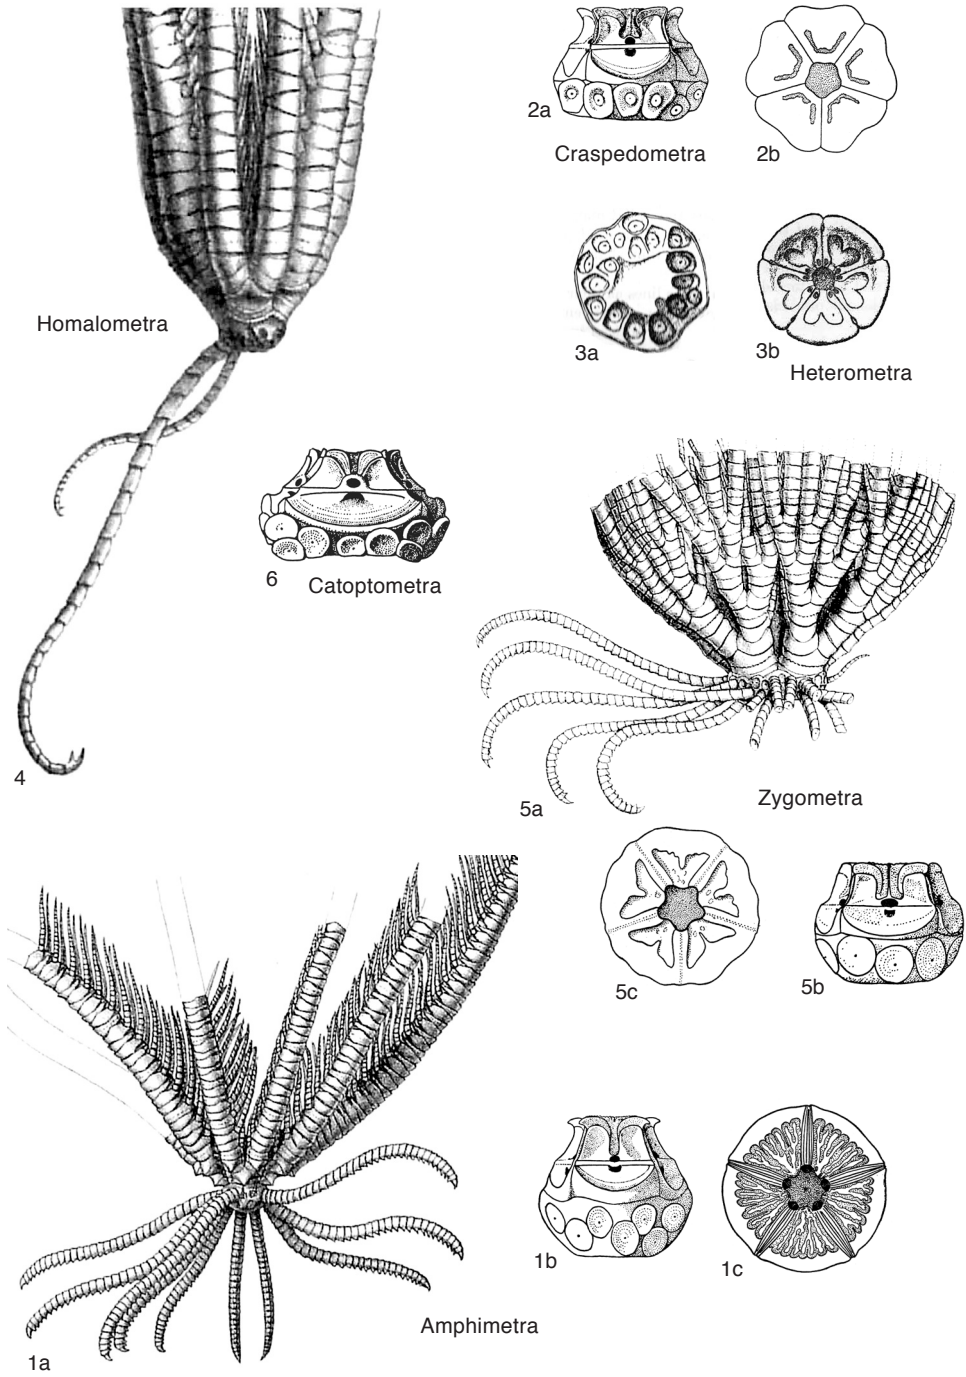 2a
Craspedometra
2b
Homalometra
3a
3b
Heterometra
6
Catoptometra
4
5a
Zygometra
5c
5b
1b
1c
Amphimetra
1a